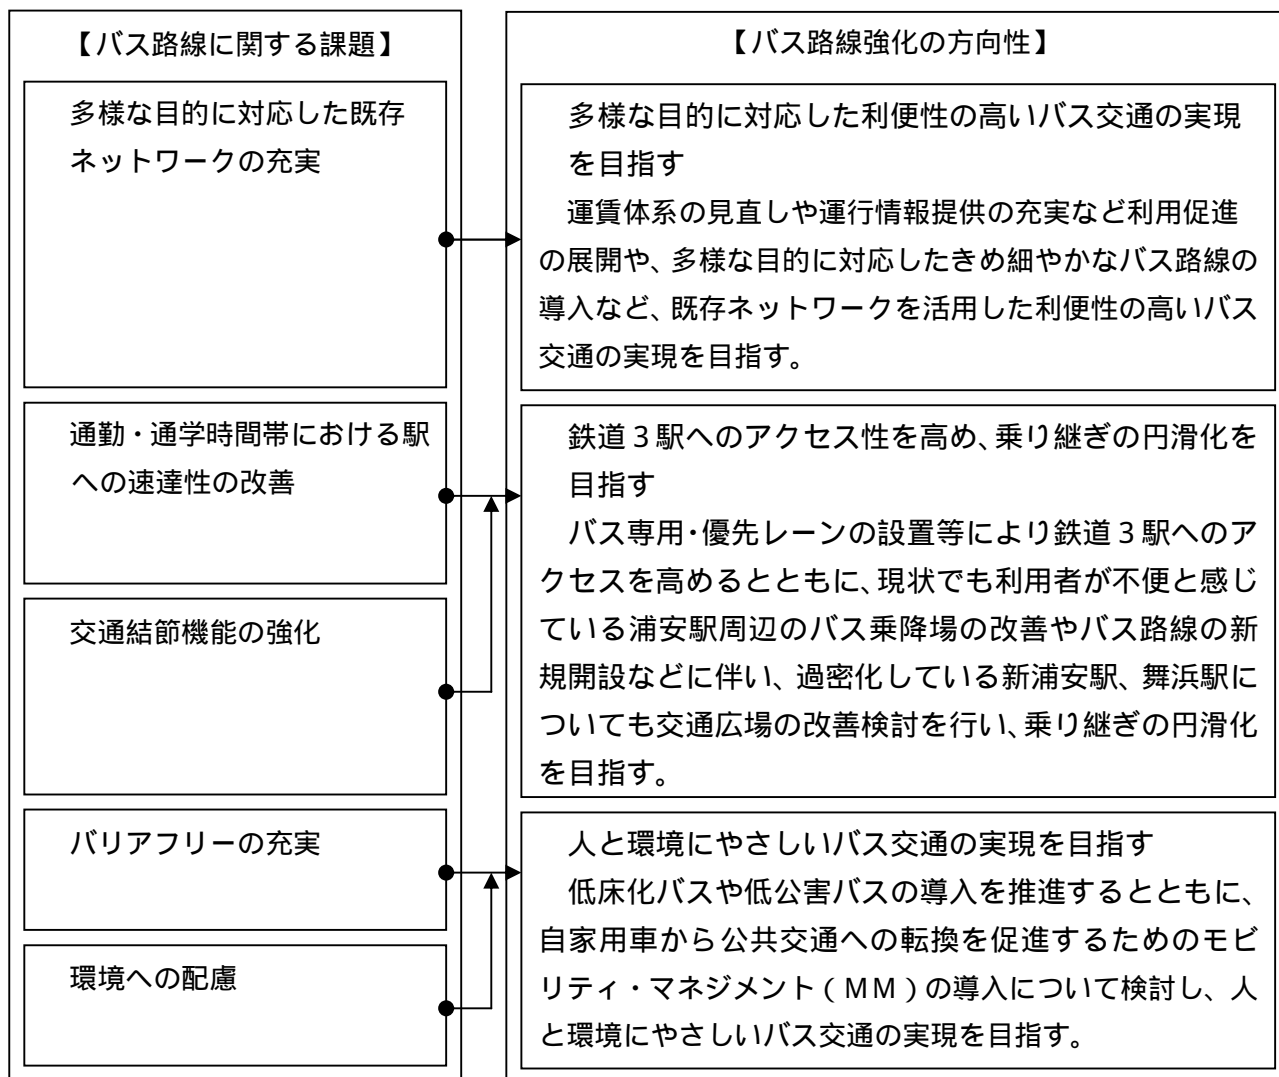 【バス路線に関する課題】
多様な目的に対応した既存
ネットワークの充実
通勤・通学時間帯における駅
への速達性の改善
交通結節機能の強化
バリアフリーの充実
環境への配慮
【バス路線強化の方向性】
多様な目的に対応した利便性の高いバス交通の実現
を目指す
運賃体系の見直しや運行情報提供の充実など利用促進
の展開や、多様な目的に対応したきめ細やかなバス路線の
導入など、既存ネットワークを活用した利便性の高いバス
交通の実現を目指す。
鉄道3駅へのアクセス性を高め、乗り継ぎの円滑化を
目指す
バス専用・優先レーンの設置等により鉄道3駅へのア
クセスを高めるとともに、現状でも利用者が不便と感じ
ている浦安駅周辺のバス乗降場の改善やバス路線の新
規開設などに伴い、過密化している新浦安駅、舞浜駅に
ついても交通広場の改善検討を行い、乗り継ぎの円滑化
を目指す。
人と環境にやさしいバス交通の実現を目指す
低床化バスや低公害バスの導入を推進するとともに、
自家用車から公共交通への転換を促進するためのモビ
リティ・マネジメント(MM)の導入について検討し、人
と環境にやさしいバス交通の実現を目指す。